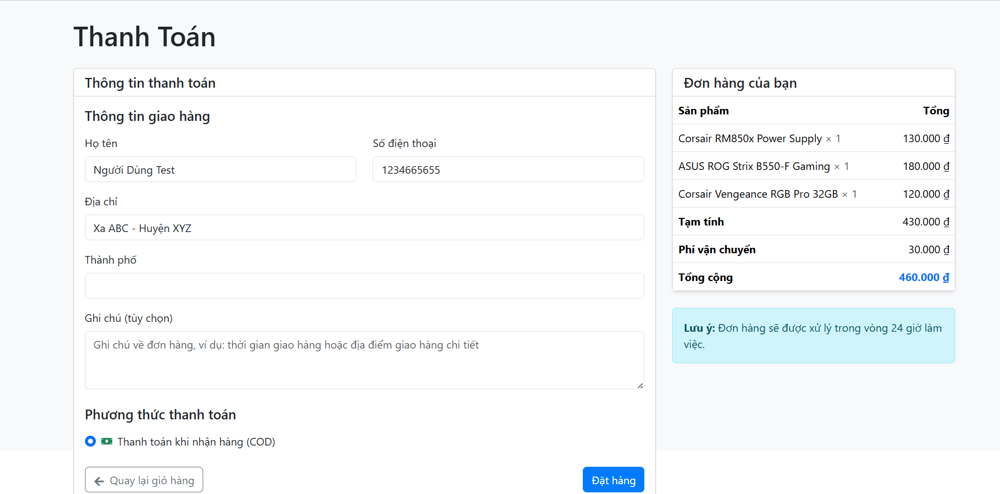 Thanh Toán
Thông tin thanh toán
Thông tin giao hàng
Họ tên
Số điện thoại
Người Dùng Test
1234665655
Địa chỉ
Xa ABC - Huyện XYZ
Thành phố
Ghi chú (tùy chọn)
Ghi chú về đơn hàng, ví dụ: thời gian giao hàng hoặc địa điểm giao hàng chi tiết
Phương thức thanh toán
Thanh toán khi nhận hàng (COD)
Quay lại giỏ hàng
Đặt hàng
Đơn hàng của bạn
Sản phẩm Tổng
Corsair RM850x Power Supply × 1 130.000 ₫
ASUS ROG Strix B550-F Gaming × 1 180.000 ₫
Corsair Vengeance RGB Pro 32GB × 1 120.000 ₫
Tạm tính 430.000 ₫
Phí vận chuyển 30.000 ₫
Tổng cộng 460.000 ₫
Lưu ý: Đơn hàng sẽ được xử lý trong vòng 24 giờ làm
việc.